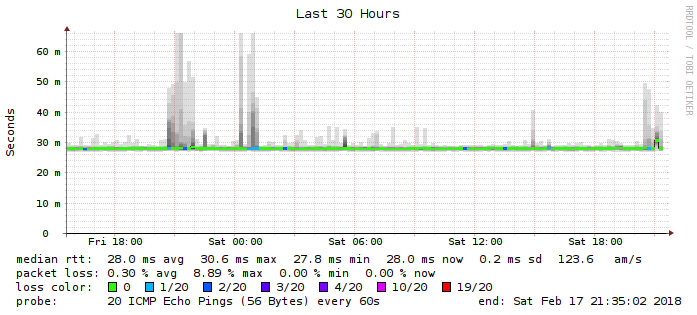 Last 30 Hours
RRDTOOL / TOBI OETIKER
Seconds
60 m
50 m
40 m
30 m
20 m
10 m
0
Fri 18:00 Sat 00:00 Sat 06:00 Sat 12:00 Sat 18:00
median rtt: 28.0 ms avg 30.6 ms max 27.8 ms min 28.0 ms now 0.2 ms sd 123.6 am/s
packet loss: 0.30 % avg 8.89 % max 0.00 % min 0.00 % now
loss color: 0 1/20 2/20 3/20 4/20 10/20 19/20
probe: 20 ICMP Echo Pings (56 Bytes) every 60s end: Sat Feb 17 21:35:02 2018